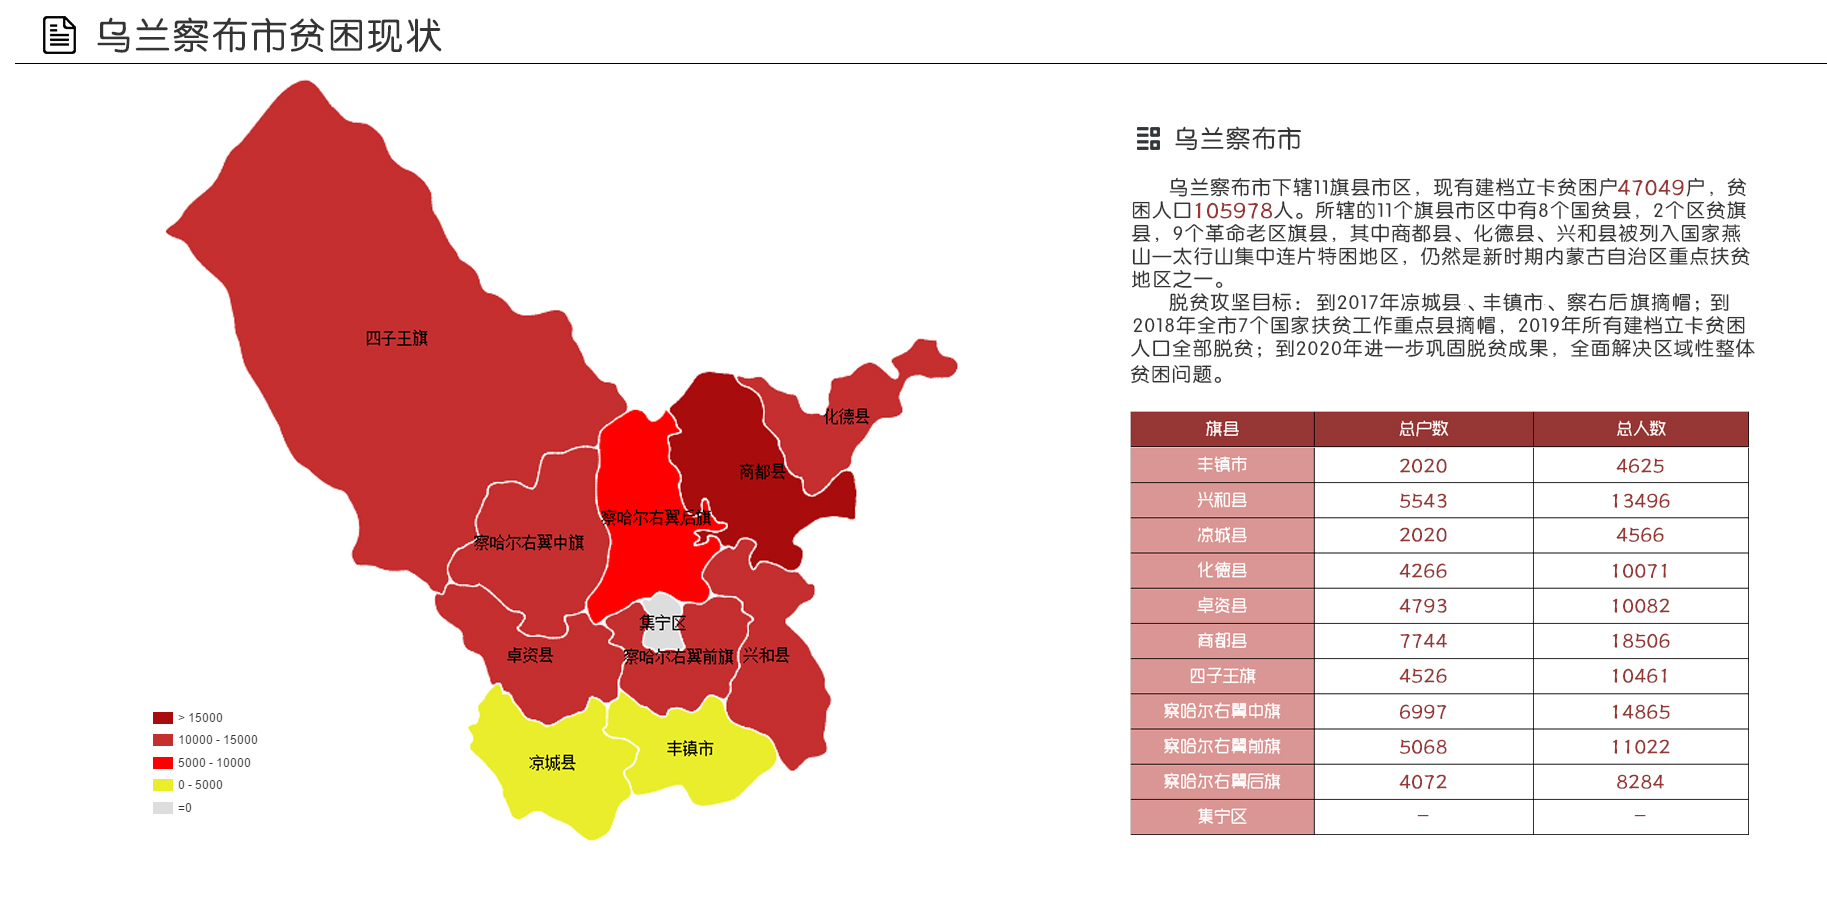 乌兰察布市贫困现状
四子王旗
化德县
商都县
察哈尔右翼后旗
察哈尔右翼中旗
集宁区
卓资县
察哈尔右翼前旗
兴和县
丰镇市
凉城县
> 15000
10000 - 15000
5000 - 10000
0 - 5000
=0
乌兰察布市
乌兰察布市下辖11旗县市区，现有建档立卡贫困户47049户，贫
困人口105978人。所辖的11个旗县市区中有8个国贫县，2个区贫旗
县，9个革命老区旗县，其中商都县、化德县、兴和县被列入国家燕
山—太行山集中连片特困地区，仍然是新时期内蒙古自治区重点扶贫
地区之一。
脱贫攻坚目标：到2017年凉城县、丰镇市、察右后旗摘帽；到
2018年全市7个国家扶贫工作重点县摘帽，2019年所有建档立卡贫困
人口全部脱贫；到2020年进一步巩固脱贫成果，全面解决区域性整体
贫困问题。
旗县 总户数 总人数
丰镇市 2020 4625
兴和县 5543 13496
凉城县 2020 4566
化德县 4266 10071
卓资县 4793 10082
商都县 7744 18506
四子王旗 4526 10461
察哈尔右翼中旗 6997 14865
察哈尔右翼前旗 5068 11022
察哈尔右翼后旗 4072 8284
集宁区 — —